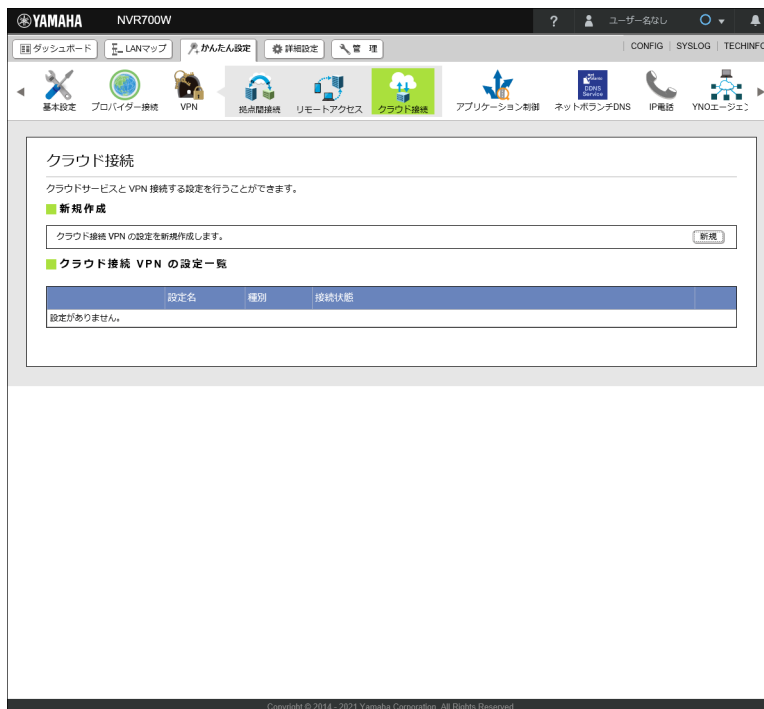 YAMAHA NVR700W ? ユーザー名なし
ダッシュボード LANマップ かんたん設定 詳細設定 管 理 CONFIG | SYSLOG | TECHINFO
基本設定 プロバイダー接続 VPN 拠点間接続 リモートアクセス クラウド接続 アプリケーション制御 ネットボランチDNS IP電話 YNOエージェン
DDNS Service
クラウド接続
クラウドサービスと VPN 接続する設定を行うことができます。
新規作成
クラウド接続 VPN の設定を新規作成します。 新規
クラウド接続 VPN の設定一覧
設定名 種別 接続状態
設定がありません。
Copyright © 2014 - 2021 Yamaha Corporation. All Rights Reserved.